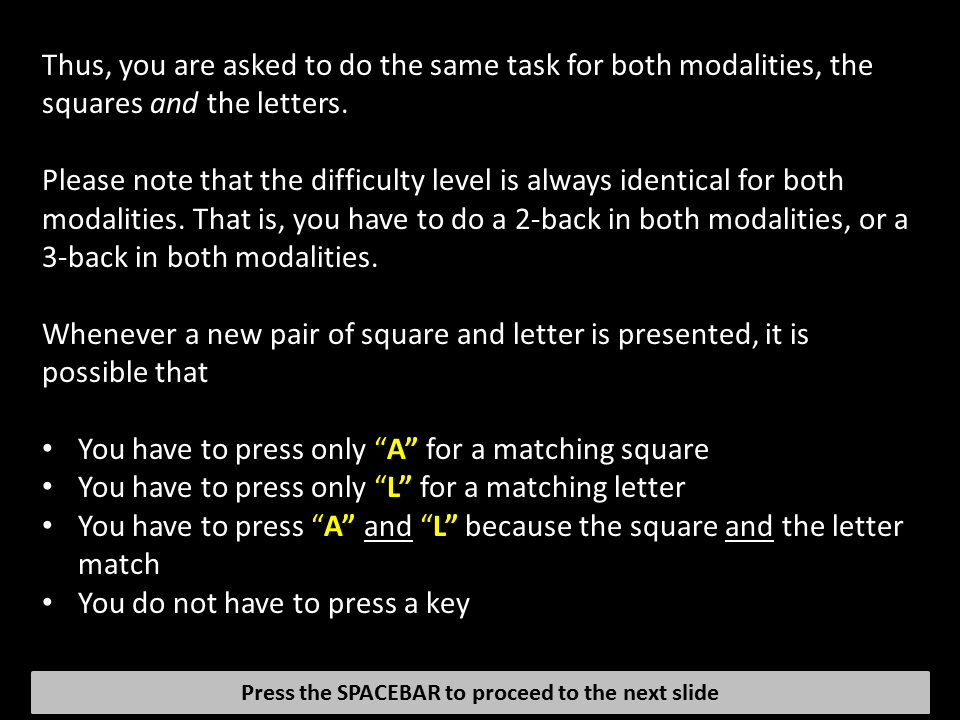 Thus, you are asked to do the same task for both modalities, the
squares and the letters.
Please note that the difficulty level is always identical for both
modalities. That is, you have to do a 2-back in both modalities, or a
3-back in both modalities.
Whenever a new pair of square and letter is presented, it is
possible that
• You have to press only “A” for a matching square
• You have to press only “L” for a matching letter
• You have to press “A” and “L” because the square and the letter
match
• You do not have to press a key
Press the SPACEBAR to proceed to the next slide